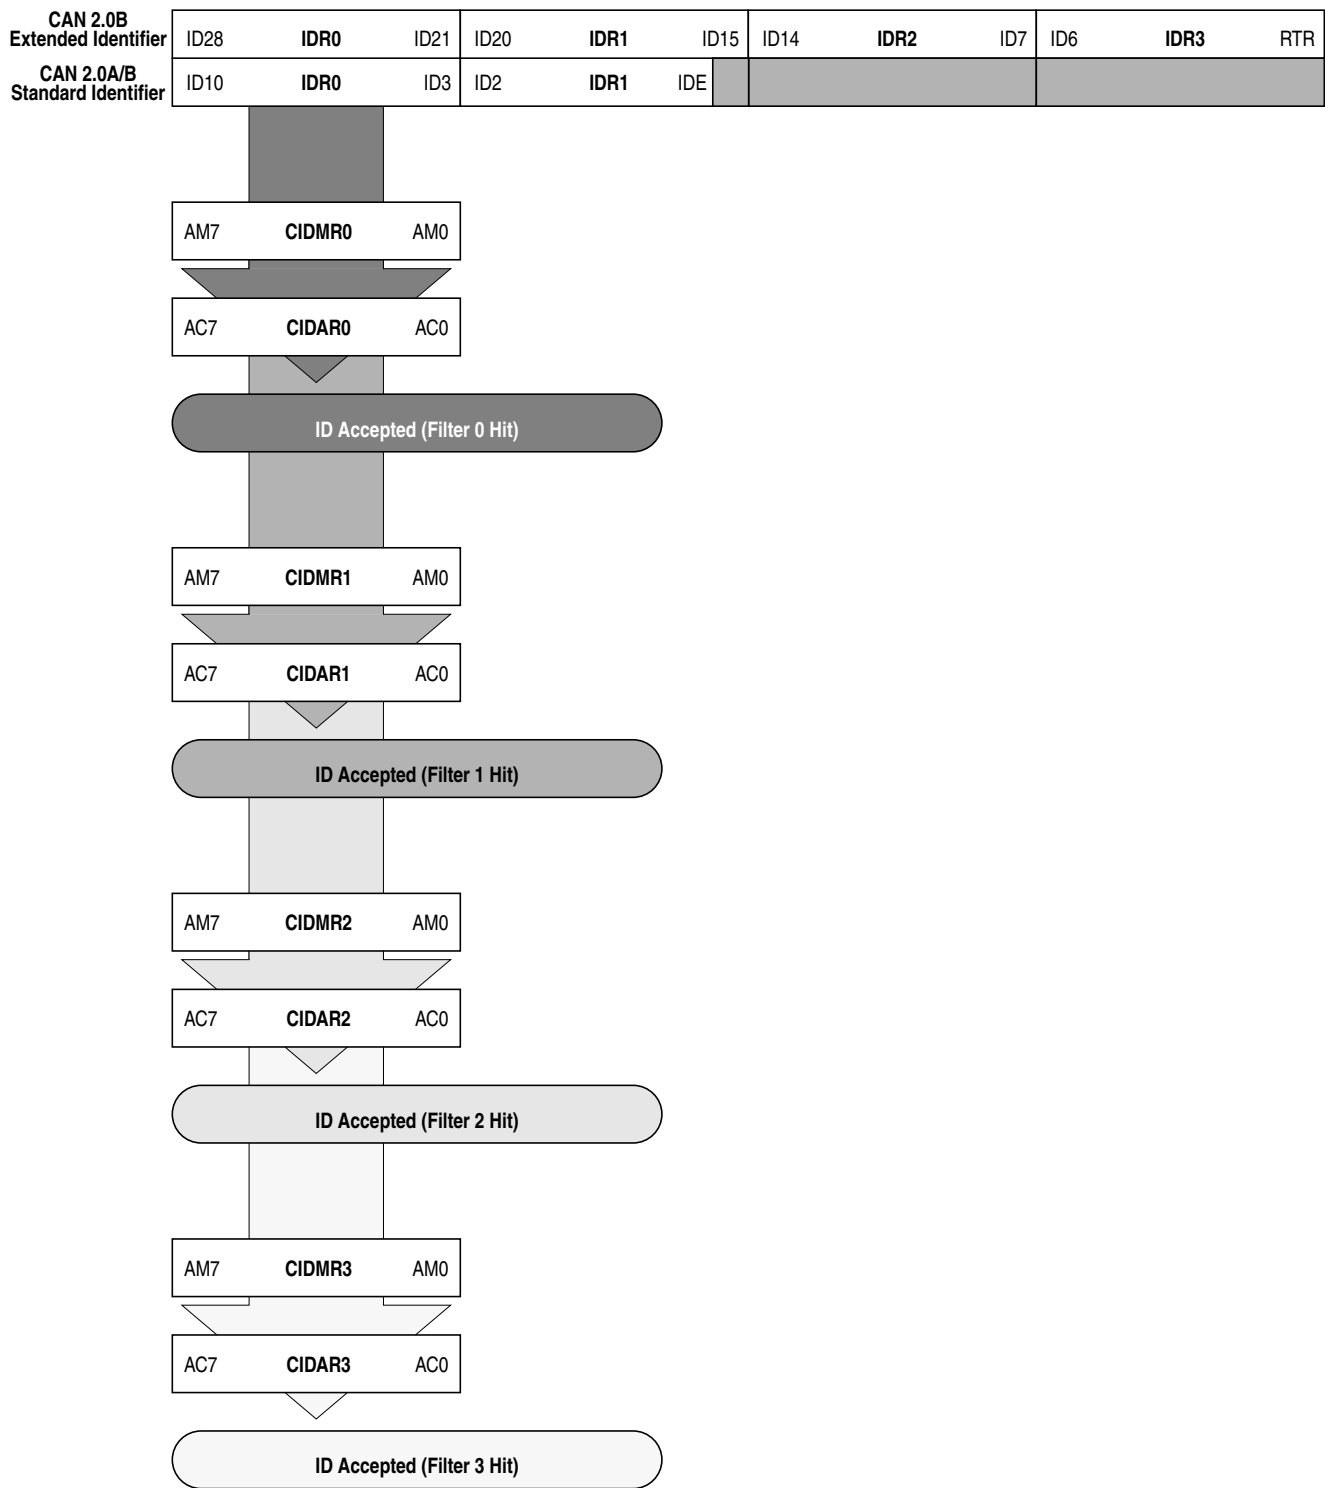 CAN 2.0B
Extended Identifier ID28 IDR0 ID21 ID20 IDR1 ID15 ID14 IDR2 ID7 ID6 IDR3 RTR
CAN 2.0A/B
Standard Identifier ID10 IDR0 ID3 ID2 IDR1 IDE
AM7 CIDMR0 AM0
AC7 CIDAR0 AC0
ID Accepted (Filter 0 Hit)
AM7 CIDMR1 AM0
AC7 CIDAR1 AC0
ID Accepted (Filter 1 Hit)
AM7 CIDMR2 AM0
AC7 CIDAR2 AC0
ID Accepted (Filter 2 Hit)
AM7 CIDMR3 AM0
AC7 CIDAR3 AC0
ID Accepted (Filter 3 Hit)